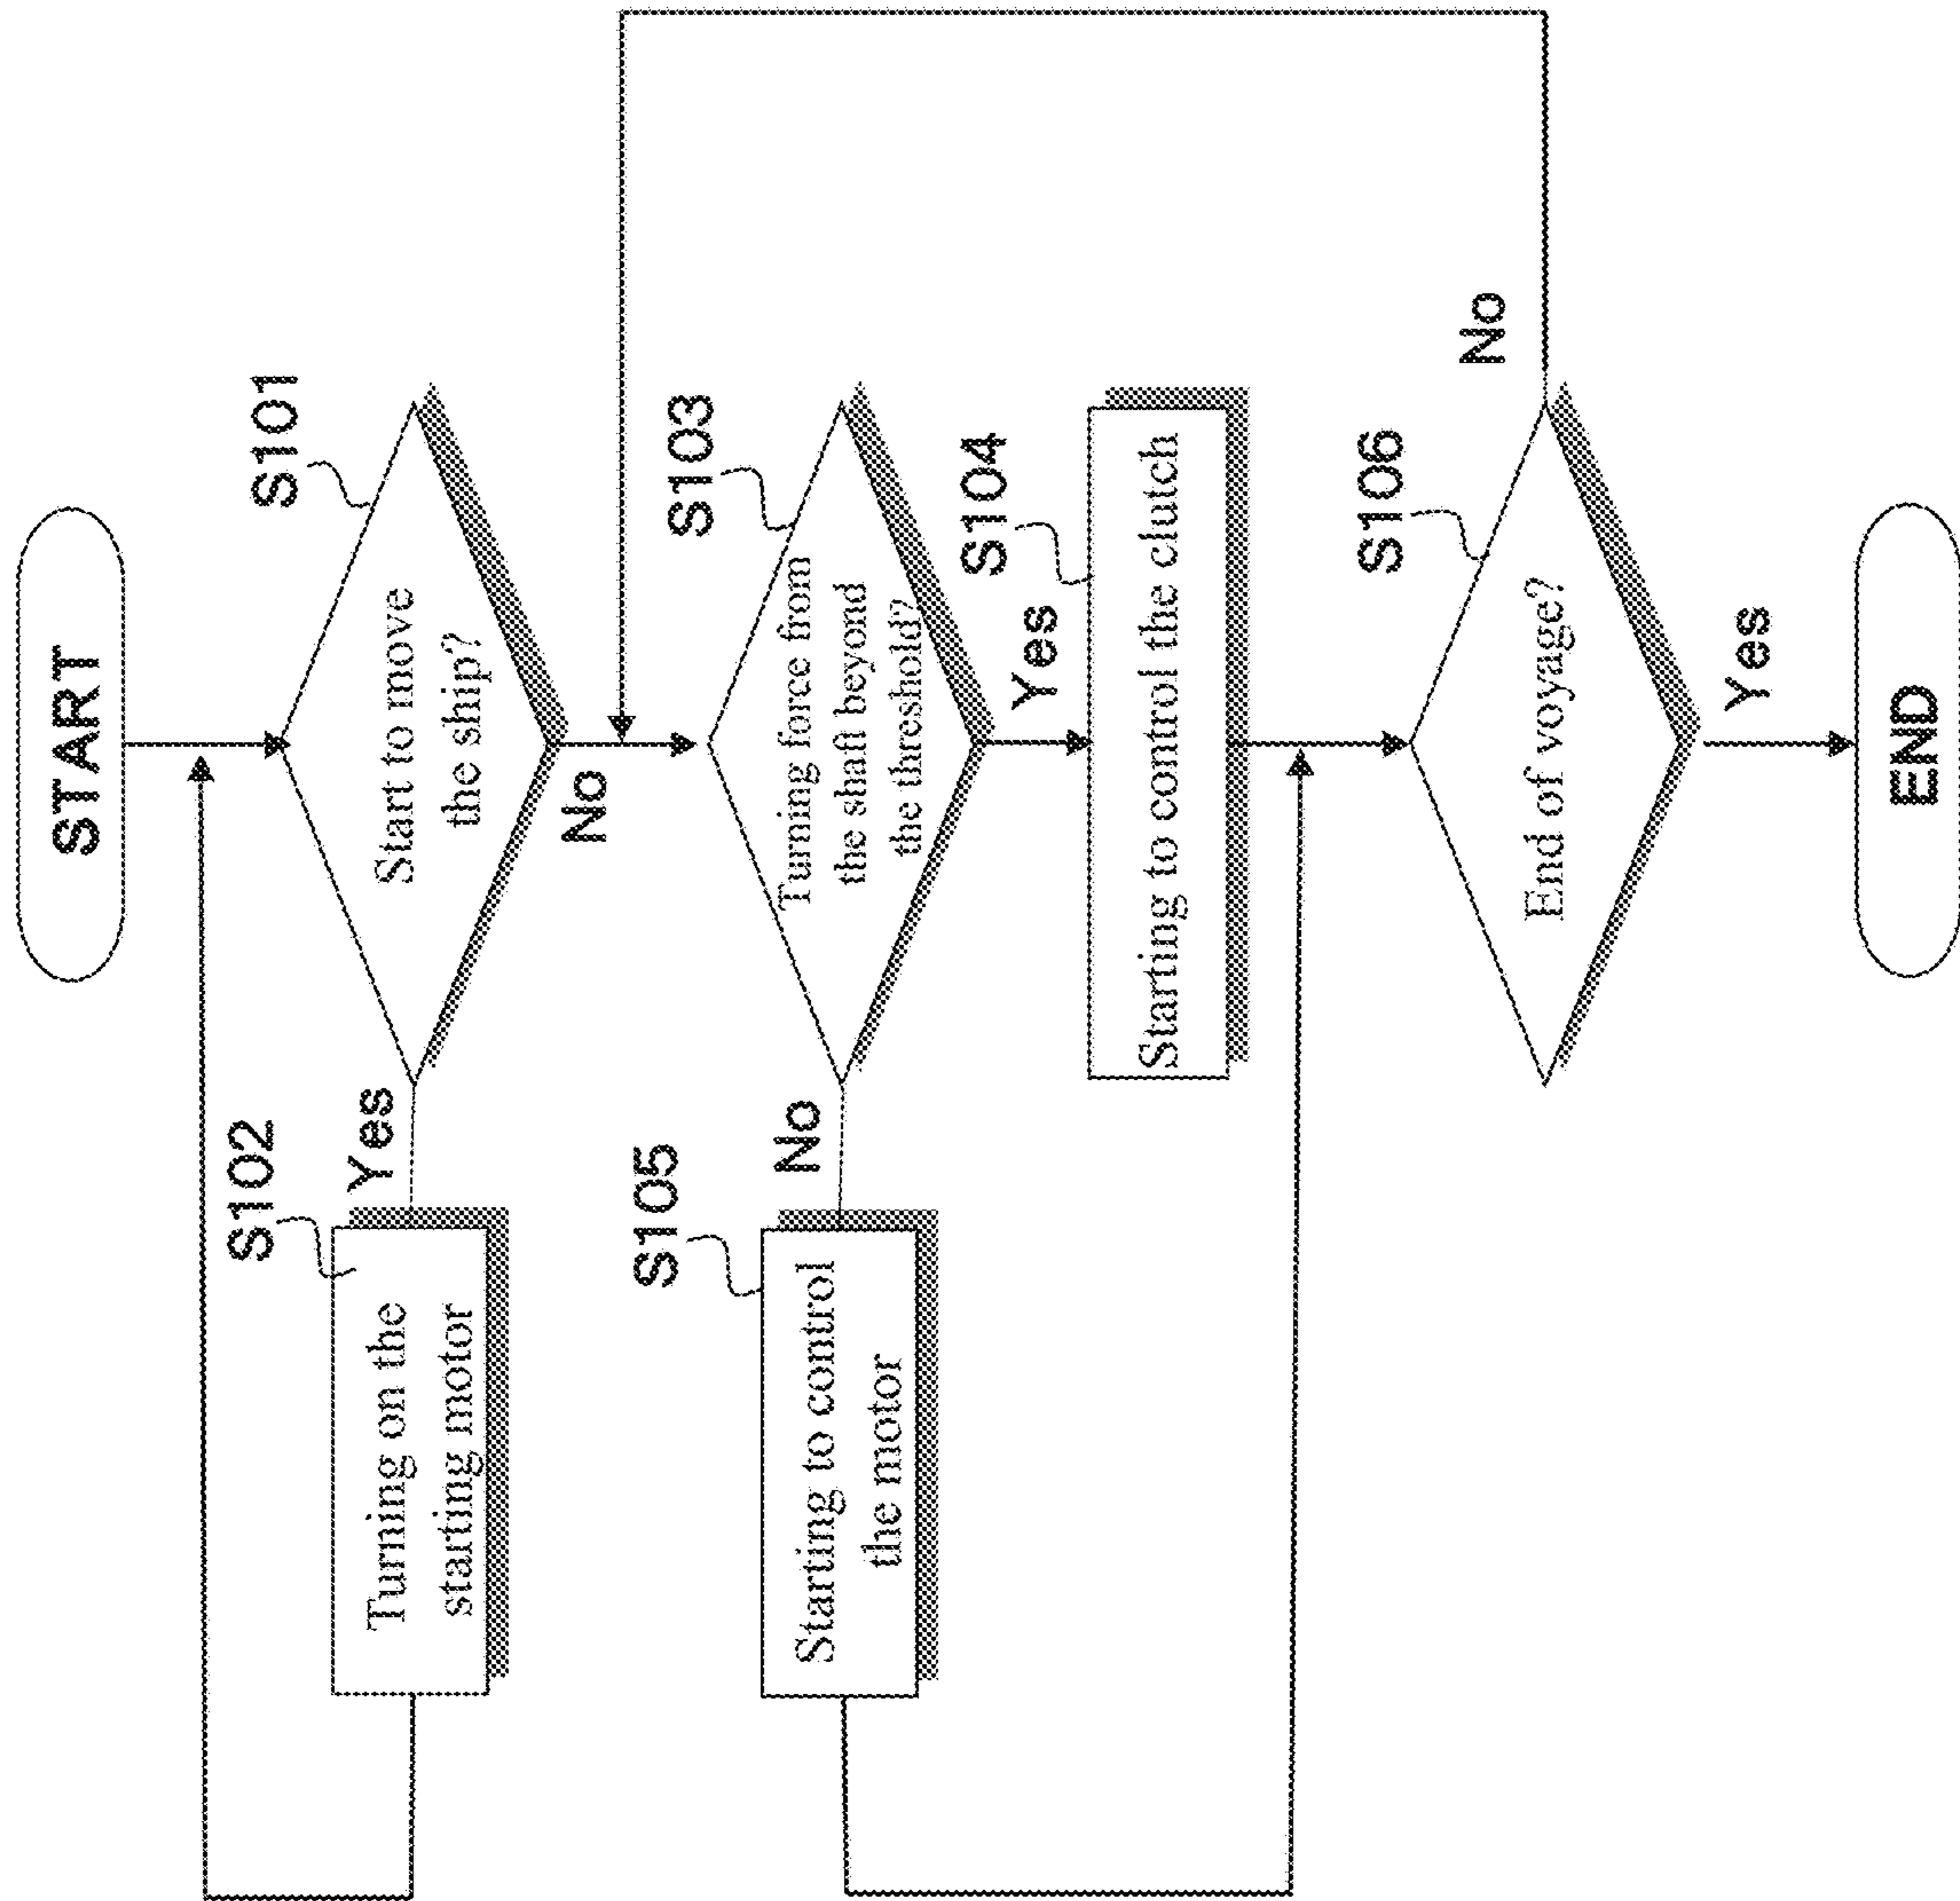 START
S101
Start to move
the ship?
S102
Yes
Turning on the
starting motor
No
S103
Turning force from
the shaft beyond
the threshold?
S105
No
Starting to control
the motor
Yes
S104
Starting to control the clutch
S106
End of voyage?
No
Yes
END